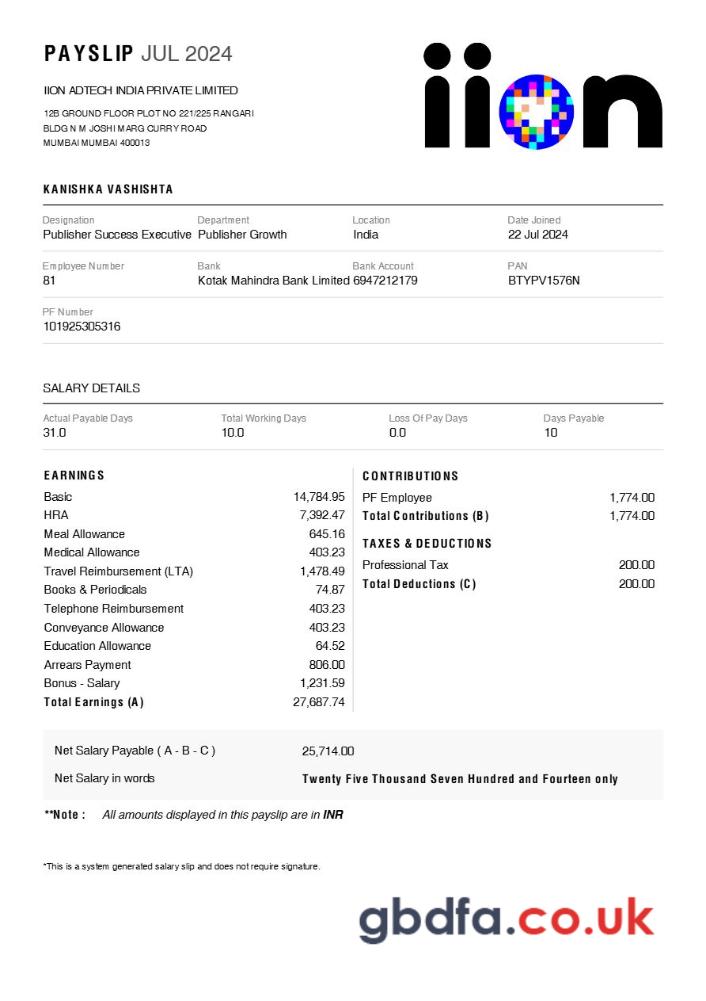 PAYSLIP JUL 2024
iion
IION ADTECH INDIA PRIVATE LIMITED
12B GROUND FLOOR PLOT NO 221/225 RANGARI
BLDG N M JOSHI MARG CURRY ROAD
MUMBAI MUMBAI 400013
KANISHKA VASHISHTA
Designation Department Location Date Joined
Publisher Success Executive Publisher Growth India 22 Jul 2024
Employee Number Bank Bank Account PAN
81 Kotak Mahindra Bank Limited 6947212179 BTYPV1576N
PF Number
101925305316
SALARY DETAILS
Actual Payable Days Total Working Days Loss Of Pay Days Days Payable
31.0 10.0 0.0 10
EARNINGS
Basic 14,784.95
HRA 7,392.47
Meal Allowance 645.16
Medical Allowance 403.23
Travel Reimbursement (LTA) 1,478.49
Books & Periodicals 74.87
Telephone Reimbursement 403.23
Conveyance Allowance 403.23
Education Allowance 64.52
Arrears Payment 806.00
Bonus - Salary 1,231.59
Total Earnings (A) 27,687.74
CONTRIBUTIONS
PF Employee 1,774.00
Total Contributions (B) 1,774.00
TAXES & DEDUCTIONS
Professional Tax 200.00
Total Deductions (C) 200.00
Net Salary Payable ( A - B - C ) 25,714.00
Net Salary in words Twenty Five Thousand Seven Hundred and Fourteen only
**Note : All amounts displayed in this payslip are in INR
*This is a system generated salary slip and does not require signature.
gbdfa.co.uk